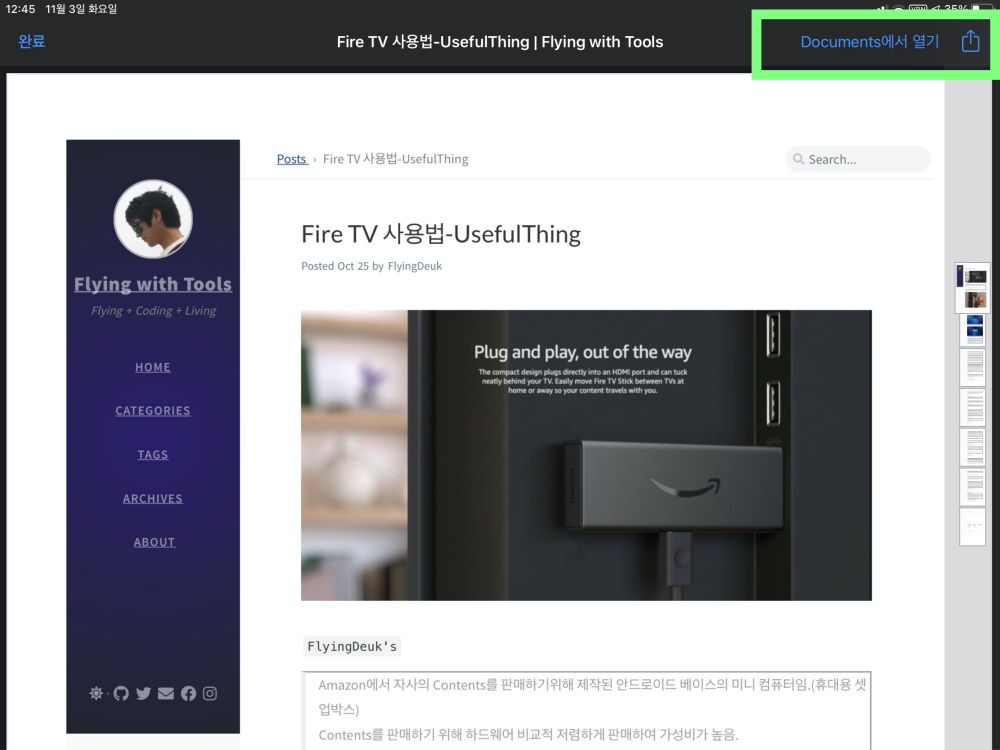 12:45 11월 3일 화요일
VPN 35%
완료
Fire TV 사용법-UsefulThing | Flying with Tools
Documents에서 열기
Posts › Fire TV 사용법-UsefulThing
Search...
Flying with Tools
Flying + Coding + Living
HOME
CATEGORIES
TAGS
ARCHIVES
ABOUT
Fire TV 사용법-UsefulThing
Posted Oct 25 by FlyingDeuk
Plug and play, out of the way
The compact design plugs directly into an HDMI port and can tuck
neatly behind your TV. Easily move Fire TV Stick between TVs at
home or away so your content travels with you.
FlyingDeuk's
Amazon에서 자사의 Contents를 판매하기위해 제작된 안드로이드 베이스의 미니 컴퓨터임.(휴대용 셋
업박스)
Contents를 판매하기 위해 하드웨어 비교적 저렴하게 판매하여 가성비가 높음.